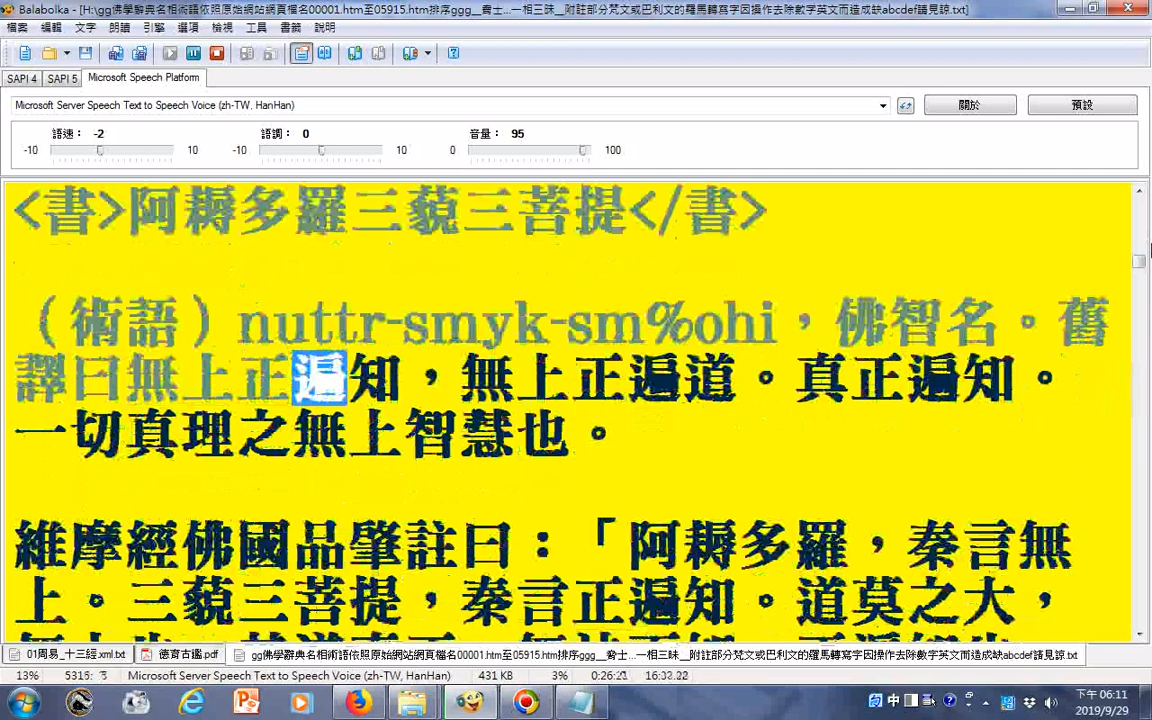 Balabolka - [H:\gg佛學辭典名相術語依照原始網站網頁檔名00001.htm至05915.htm排序ggg__脅士...一相三昧__附註部分梵文或巴利文的羅馬轉寫字因操作去除數字英文而造成缺abcdef請見諒.txt]
檔案 編輯 文字 朗讀 引擎 選項 檢視 工具 書籤 說明
SAPI 4 SAPI 5 Microsoft Speech Platform
Microsoft Server Speech Text to Speech Voice (zh-TW, HanHan) 關於 預設
語速： -2 語調： 0 音量： 95
-10 10 -10 10 0 100
<書>阿耨多羅三藐三菩提</書>
（術語）nuttr-smyk-sm%ohi，佛智名。舊
譯曰無上正遍知，無上正遍道。真正遍知。
一切真理之無上智慧也。
維摩經佛國品肇註曰：「阿耨多羅，秦言無
上。三藐三菩提，秦言正遍知。道莫之大，
01周易_十三經.xml.txt 德育古鑑.pdf gg佛學辭典名相術語依照原始網站網頁檔名00001.htm至05915.htm排序ggg__脅士...一相三昧__附註部分梵文或巴利文的羅馬轉寫字因操作去除數字英文而造成缺abcdef請見諒.txt
13% 5315: 3 Microsoft Server Speech Text to Speech Voice (zh-TW, HanHan) 431 KB 3% 0:26:21 16:33.22
中 下午 06:11
2019/9/29